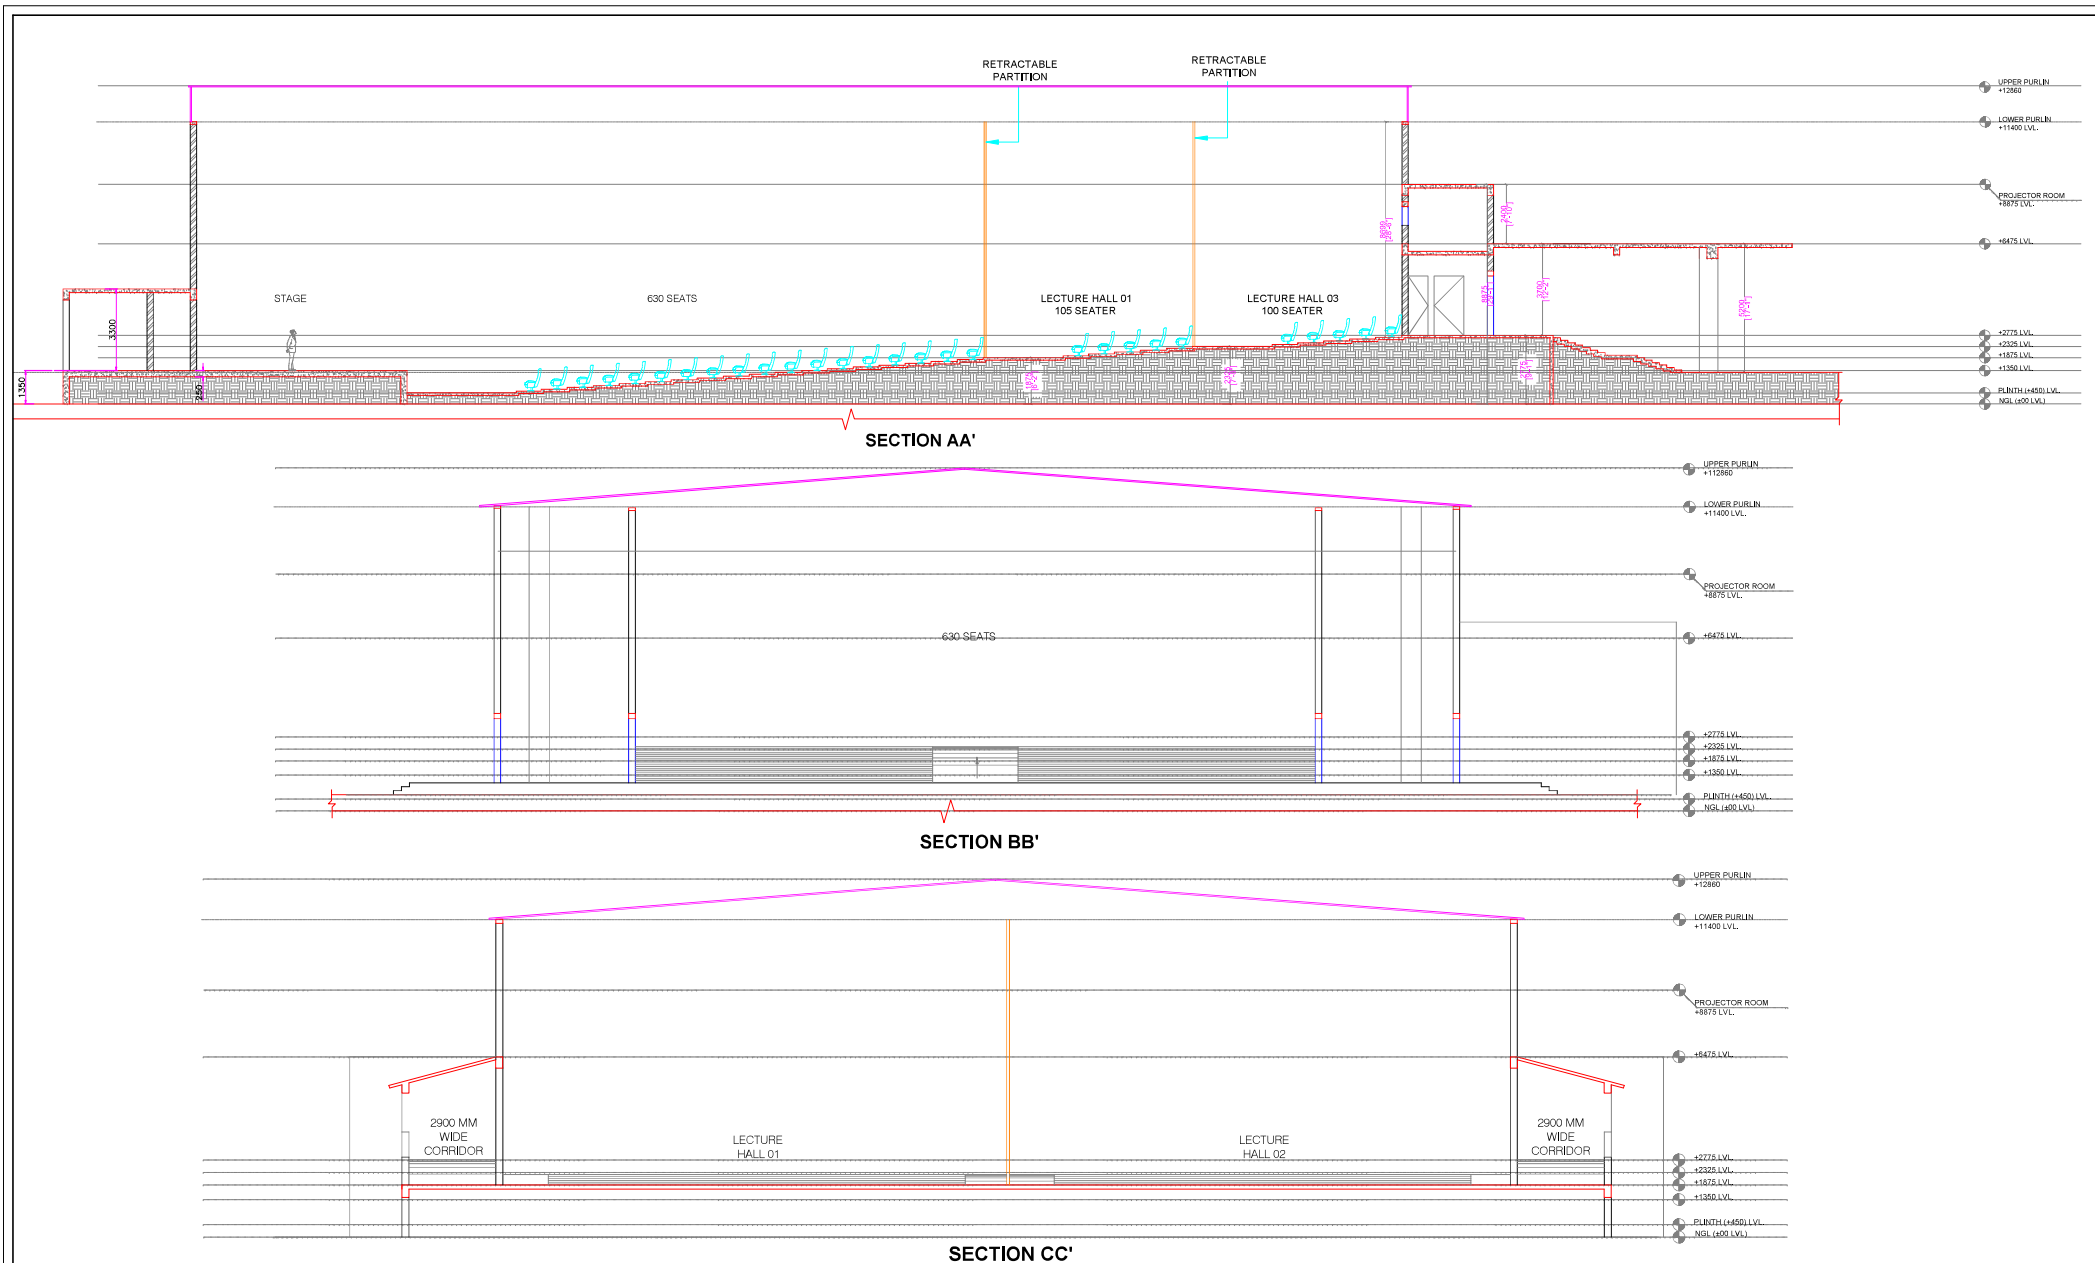 RETRACTABLE
PARTITION
RETRACTABLE
PARTITION
UPPER PURLIN
+12860
LOWER PURLIN
+11400 LVL.
PROJECTOR ROOM
+8875 LVL.
+6475 LVL.
STAGE
630 SEATS
LECTURE HALL 01
105 SEATER
LECTURE HALL 03
100 SEATER
3300
1350
250
2400
[7'-10"]
+2775 LVL.
+2325 LVL.
+1875 LVL.
+1350 LVL.
PLINTH (+450) LVL.
NGL (±00 LVL)
SECTION AA'
UPPER PURLIN
+112860
LOWER PURLIN
+11400 LVL.
PROJECTOR ROOM
+8875 LVL.
630 SEATS
+6475 LVL.
+2775 LVL.
+2325 LVL.
+1875 LVL.
+1350 LVL.
PLINTH (+450) LVL.
NGL (±00 LVL)
SECTION BB'
UPPER PURLIN
+12860
LOWER PURLIN
+11400 LVL.
PROJECTOR ROOM
+8875 LVL.
+6475 LVL.
2900 MM
WIDE
CORRIDOR
LECTURE
HALL 01
LECTURE
HALL 02
2900 MM
WIDE
CORRIDOR
+2775 LVL.
+2325 LVL.
+1875 LVL.
+1350 LVL.
PLINTH (+450) LVL.
NGL (±00 LVL)
SECTION CC'